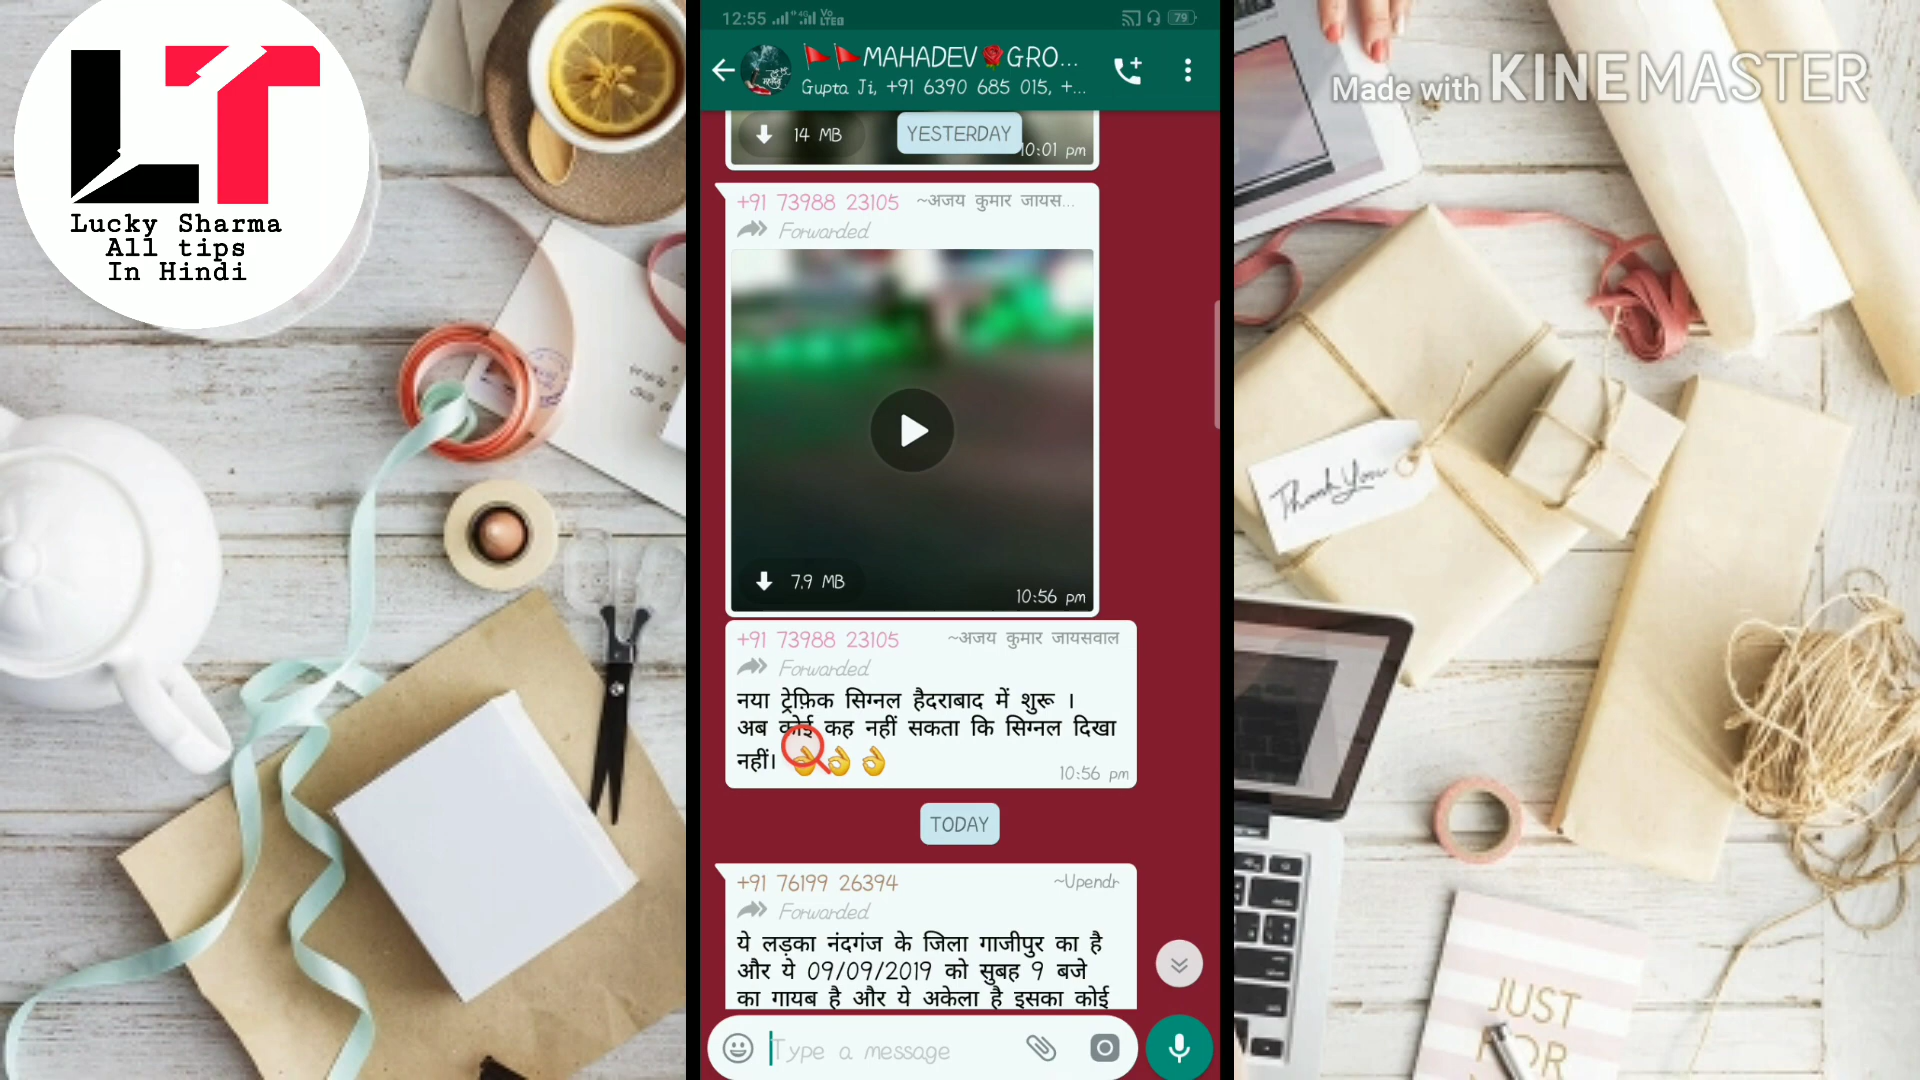 Lucky Sharma
All tips
In Hindi
12:55
79
🚩🚩MAHADEV🌹GRO...
Gupta Ji, +91 6390 685 015, +...
Made with KINEMASTER
14 MB
YESTERDAY
10:01 pm
+91 73988 23105 ~अजय कुमार जायस...
Forwarded
7.9 MB
10:56 pm
+91 73988 23105 ~अजय कुमार जायसवाल
Forwarded
नया ट्रेफ़िक सिग्नल हैदराबाद में शुरू ।
अब कोई कह नहीं सकता कि सिग्नल दिखा
नहीं। 👌👌👌
10:56 pm
TODAY
+91 76199 26394 ~Upendr
Forwarded
ये लड़का नंदगंज के जिला गाजीपुर का है
और ये 09/09/2019 को सुबह 9 बजे
का गायब है और ये अकेला है इसका कोई
Type a message
Thank You
JUST
FOR